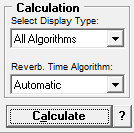 Calculation
Select Display Type:
All Algorithms
Reverb. Time Algorithm:
Automatic
Calculate ?